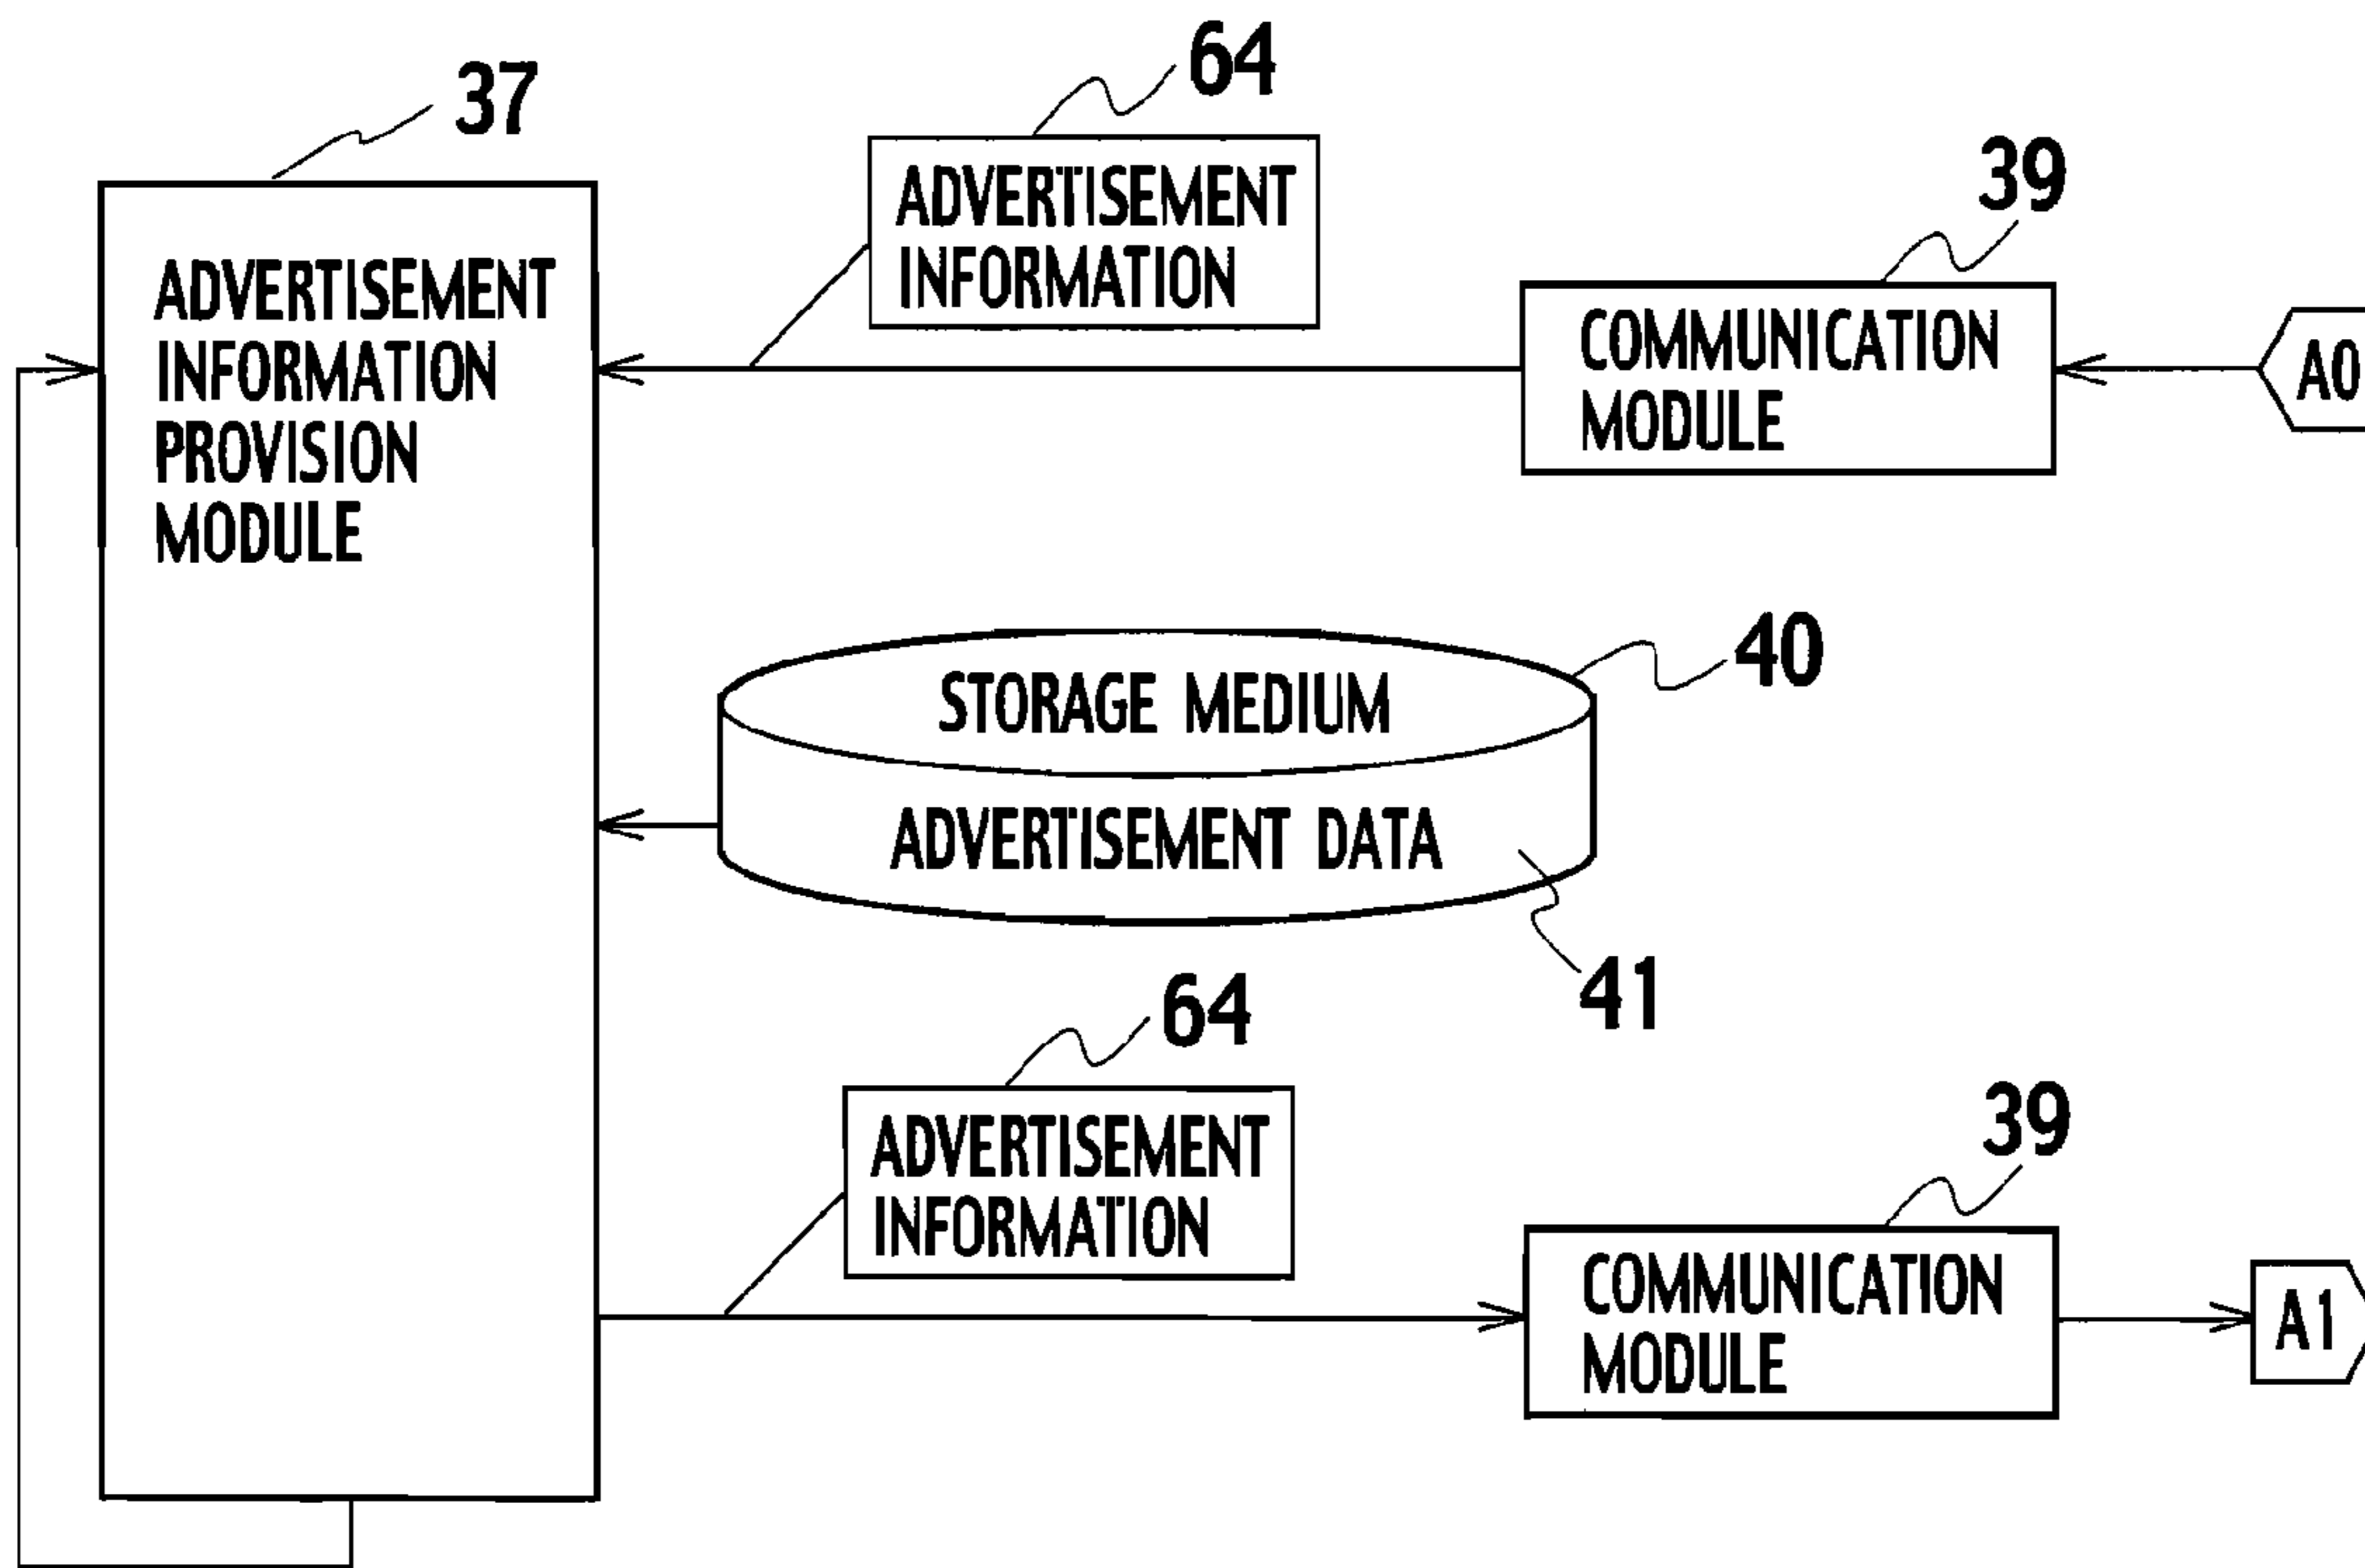 37
ADVERTISEMENT
INFORMATION
PROVISION
MODULE
64
ADVERTISEMENT
INFORMATION
39
COMMUNICATION
MODULE
A0
40
STORAGE MEDIUM
ADVERTISEMENT DATA
41
64
ADVERTISEMENT
INFORMATION
39
COMMUNICATION
MODULE
A1